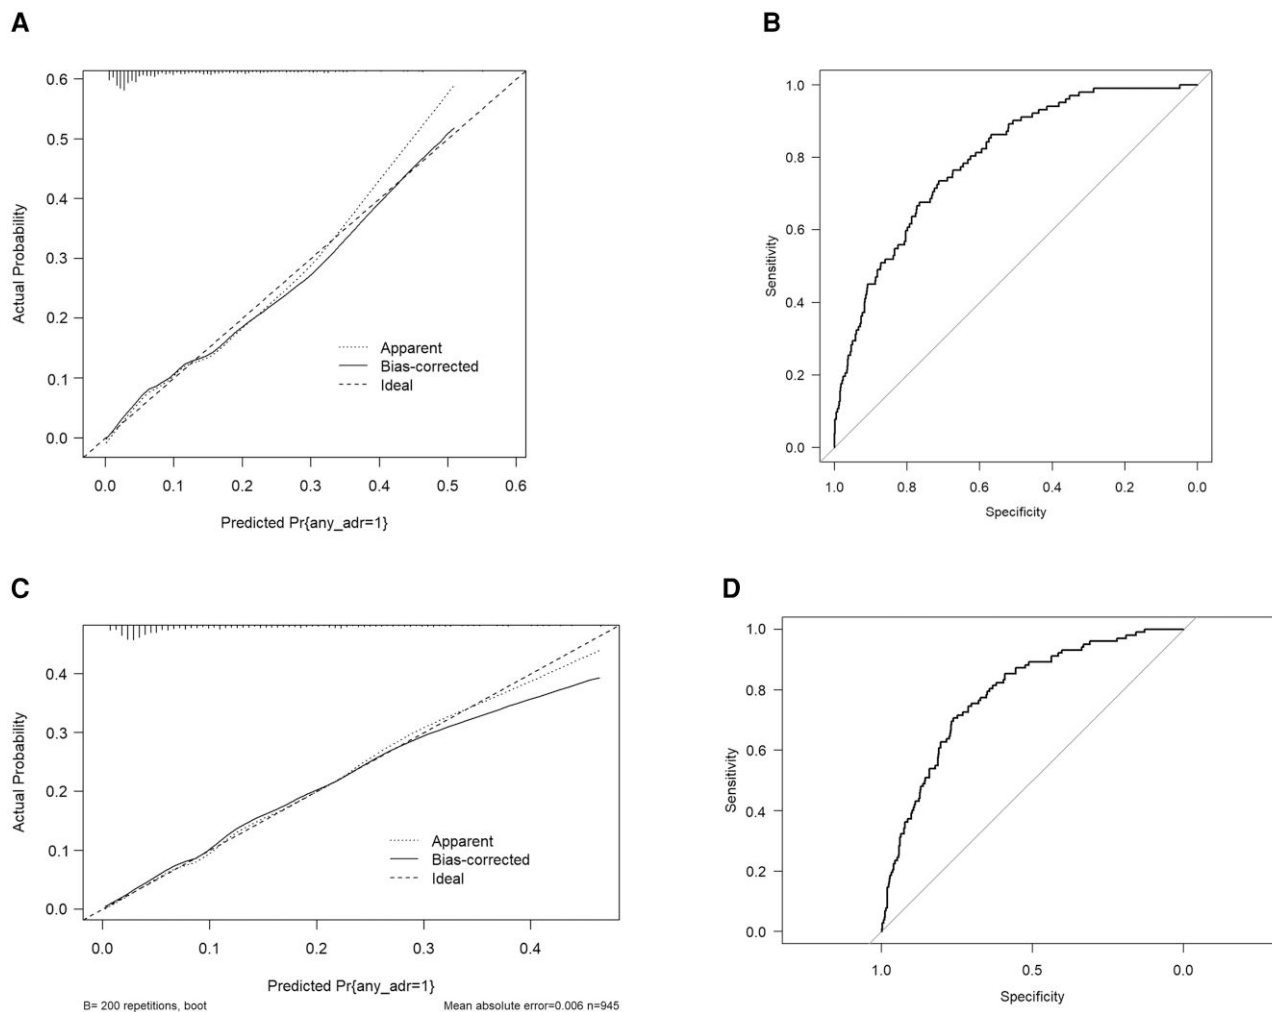 A
0.6
0.5
0.4
0.3
0.2
0.1
0.0
Actual Probability
Apparent
Bias-corrected
Ideal
0.0 0.1 0.2 0.3 0.4 0.5 0.6
Predicted Pr{any_adr=1}
B
1.0
0.8
0.6
0.4
0.2
0.0
Sensitivity
1.0 0.8 0.6 0.4 0.2 0.0
Specificity
C
0.4
0.3
0.2
0.1
0.0
Actual Probability
Apparent
Bias-corrected
Ideal
0.0 0.1 0.2 0.3 0.4
Predicted Pr{any_adr=1}
B= 200 repetitions, boot Mean absolute error=0.006 n=945
D
1.0
0.8
0.6
0.4
0.2
0.0
Sensitivity
1.0 0.5 0.0
Specificity